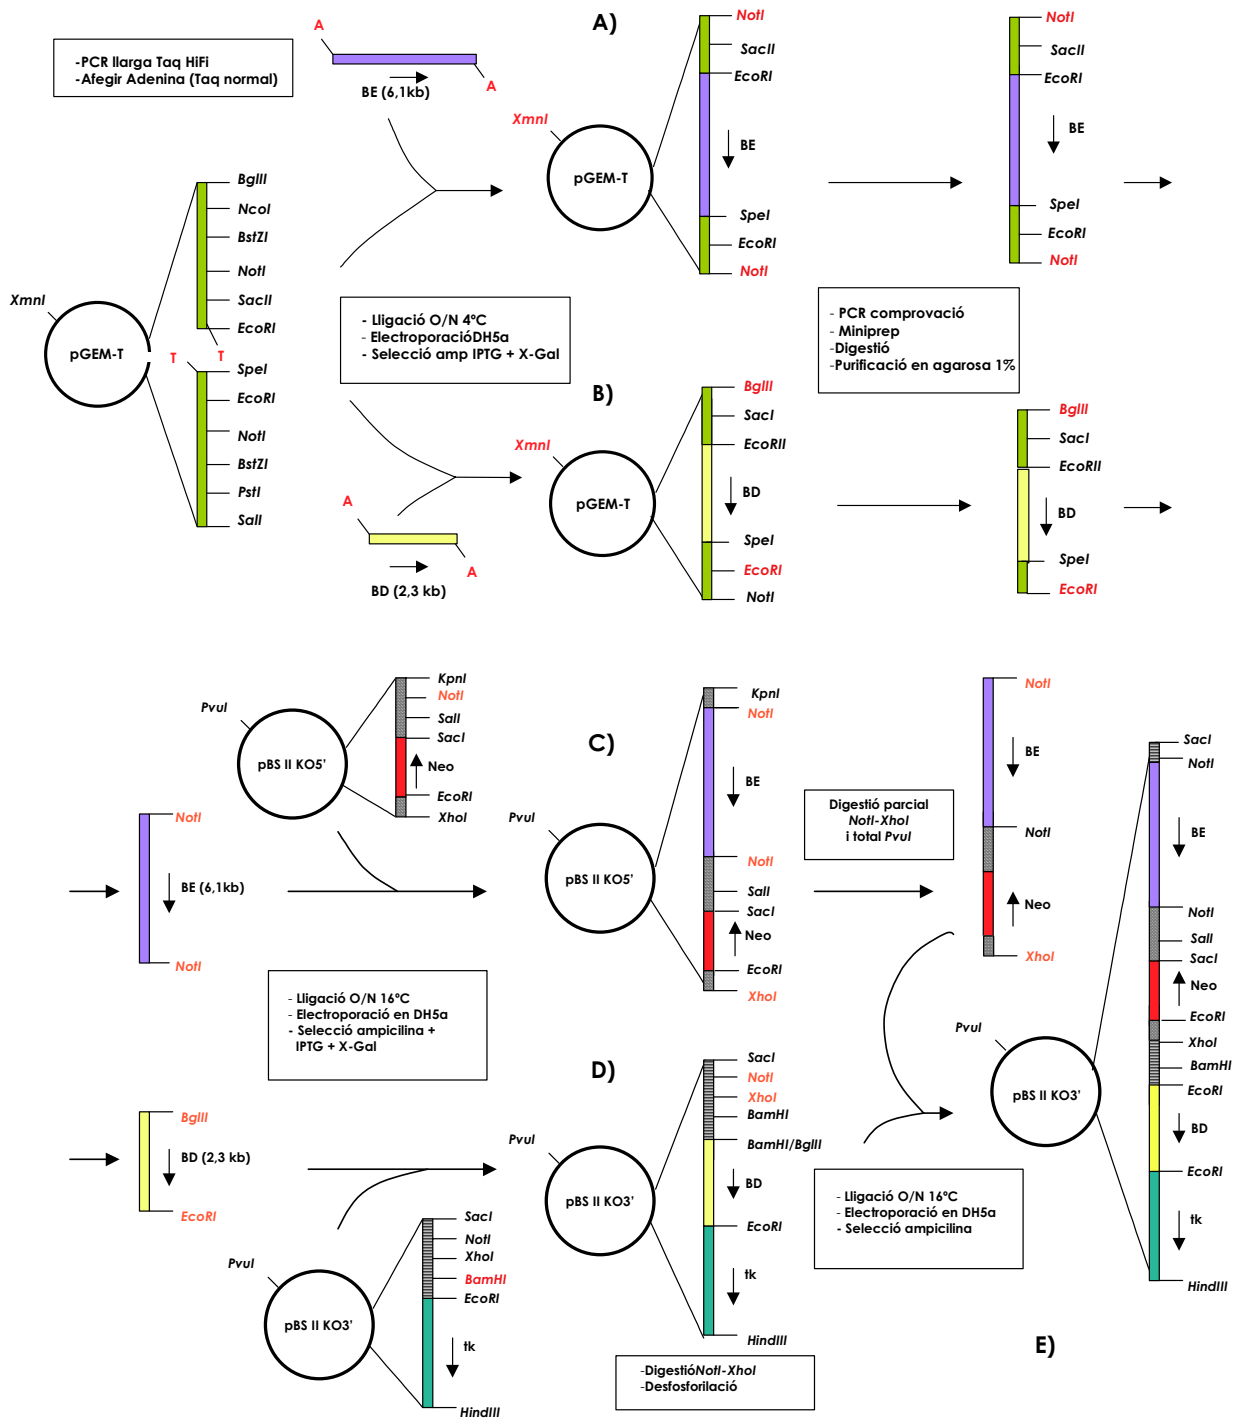 A)
-PCR llarga Taq HiFi
-Afegir Adenina (Taq normal)
A
BE (6,1kb)
A
XmnI
pGEM-T
NotI
SacII
EcoRI
BE
SpeI
EcoRI
NotI
NotI
SacII
EcoRI
BE
SpeI
EcoRI
NotI
XmnI
pGEM-T
BglII
NcoI
BstZI
NotI
SacII
EcoRI
T
T
SpeI
EcoRI
NotI
BstZI
PstI
SalI
- Lligació O/N 4ºC
- ElectroporacióDH5a
- Selecció amp IPTG + X-Gal
- PCR comprovació
- Miniprep
-Digestió
-Purificació en agarosa 1%
B)
A
BD (2,3 kb)
A
XmnI
pGEM-T
BglII
SacI
EcoRII
BD
SpeI
EcoRI
NotI
BglII
SacI
EcoRII
BD
SpeI
EcoRI
C)
PvuI
pBS II KO5'
KpnI
NotI
SalI
SacI
Neo
EcoRI
XhoI
NotI
BE (6,1kb)
NotI
PvuI
pBS II KO5'
KpnI
NotI
BE
NotI
SalI
SacI
Neo
EcoRI
XhoI
Digestió parcial
NotI-XhoI
i total PvuI
NotI
BE
NotI
Neo
XhoI
- Lligació O/N 16ºC
- Electroporació en DH5a
- Selecció ampicilina +
IPTG + X-Gal
D)
BglII
BD (2,3 kb)
EcoRI
PvuI
pBS II KO3'
SacI
NotI
XhoI
BamHI
EcoRI
tk
HindIII
PvuI
pBS II KO3'
SacI
NotI
XhoI
BamHI
BamHI/BglII
BD
EcoRI
tk
HindIII
-DigestióNotI-XhoI
-Desfosforilació
- Lligació O/N 16ºC
- Electroporació en DH5a
- Selecció ampicilina
PvuI
pBS II KO3'
SacI
NotI
BE
NotI
SalI
SacI
Neo
EcoRI
XhoI
BamHI
EcoRI
BD
EcoRI
tk
HindIII
E)